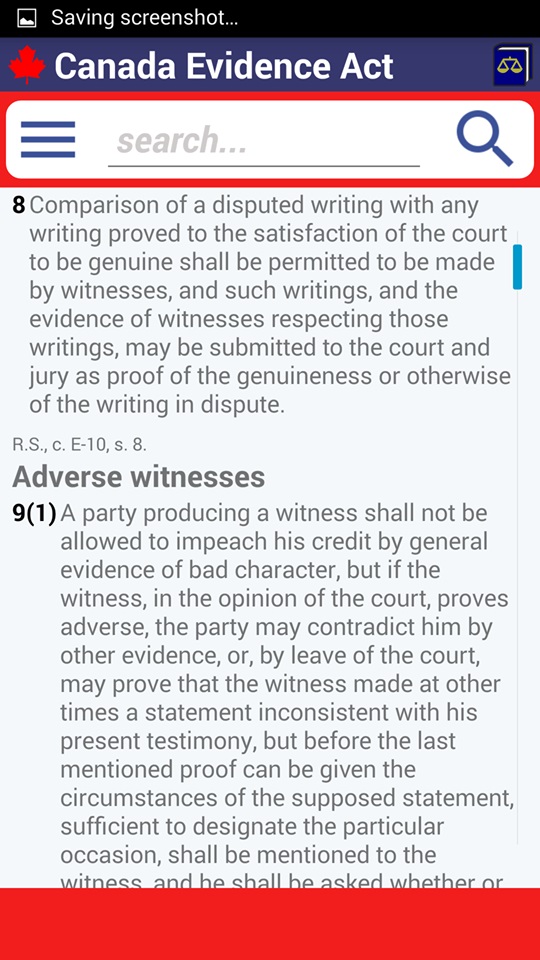 Saving screenshot...
Canada Evidence Act
search...
8 Comparison of a disputed writing with any
writing proved to the satisfaction of the court
to be genuine shall be permitted to be made
by witnesses, and such writings, and the
evidence of witnesses respecting those
writings, may be submitted to the court and
jury as proof of the genuineness or otherwise
of the writing in dispute.
R.S., c. E-10, s. 8.
Adverse witnesses
9(1) A party producing a witness shall not be
allowed to impeach his credit by general
evidence of bad character, but if the
witness, in the opinion of the court, proves
adverse, the party may contradict him by
other evidence, or, by leave of the court,
may prove that the witness made at other
times a statement inconsistent with his
present testimony, but before the last
mentioned proof can be given the
circumstances of the supposed statement,
sufficient to designate the particular
occasion, shall be mentioned to the
witness, and he shall be asked whether or